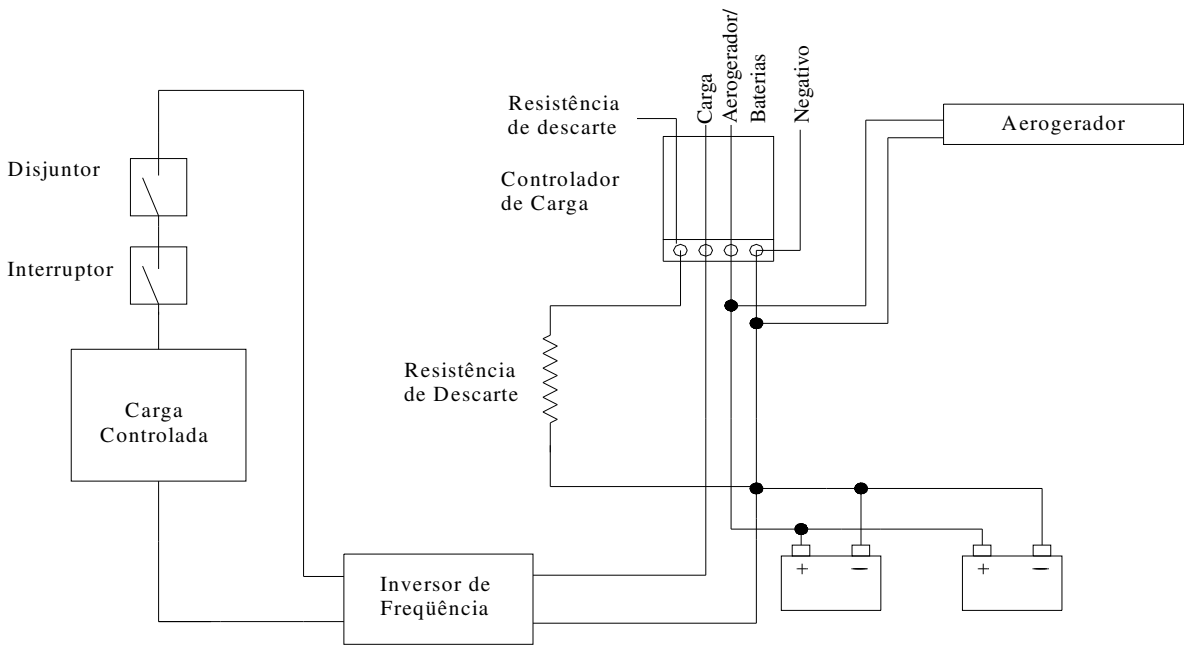 Carga
Aerogerador/
Baterias
Negativo
Resistência
de descarte
Aerogerador
Disjuntor
Controlador
de Carga
Interruptor
Resistência
de Descarte
Carga
Controlada
Inversor de
Freqüência
+ − + −